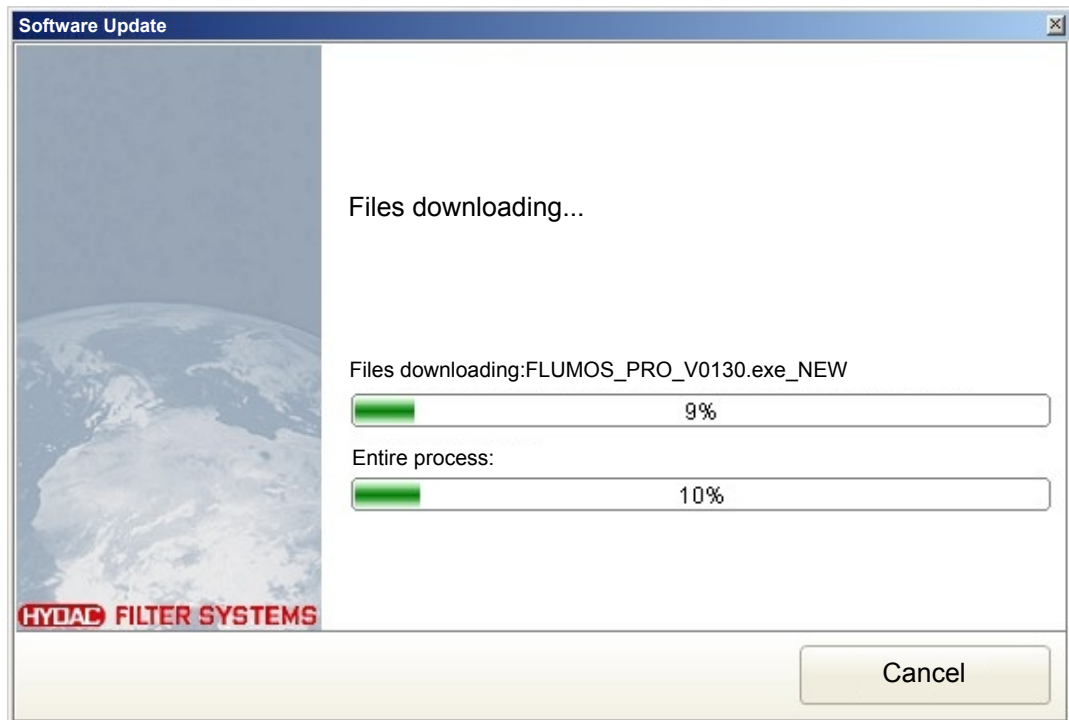 Software Update
Files downloading...
Files downloading:FLUMOS_PRO_V0130.exe_NEW
9%
Entire process:
10%
HYDAC FILTER SYSTEMS
Cancel